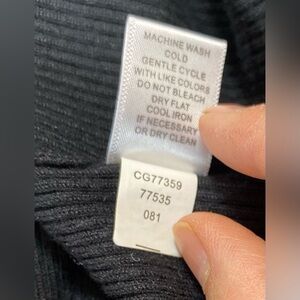 MACHINE WASH
COLD
GENTLE CYCLE
WITH LIKE COLORS
DO NOT BLEACH
DRY FLAT
COOL IRON
IF NECESSARY
OR DRY CLEAN
CG77359
77535
081